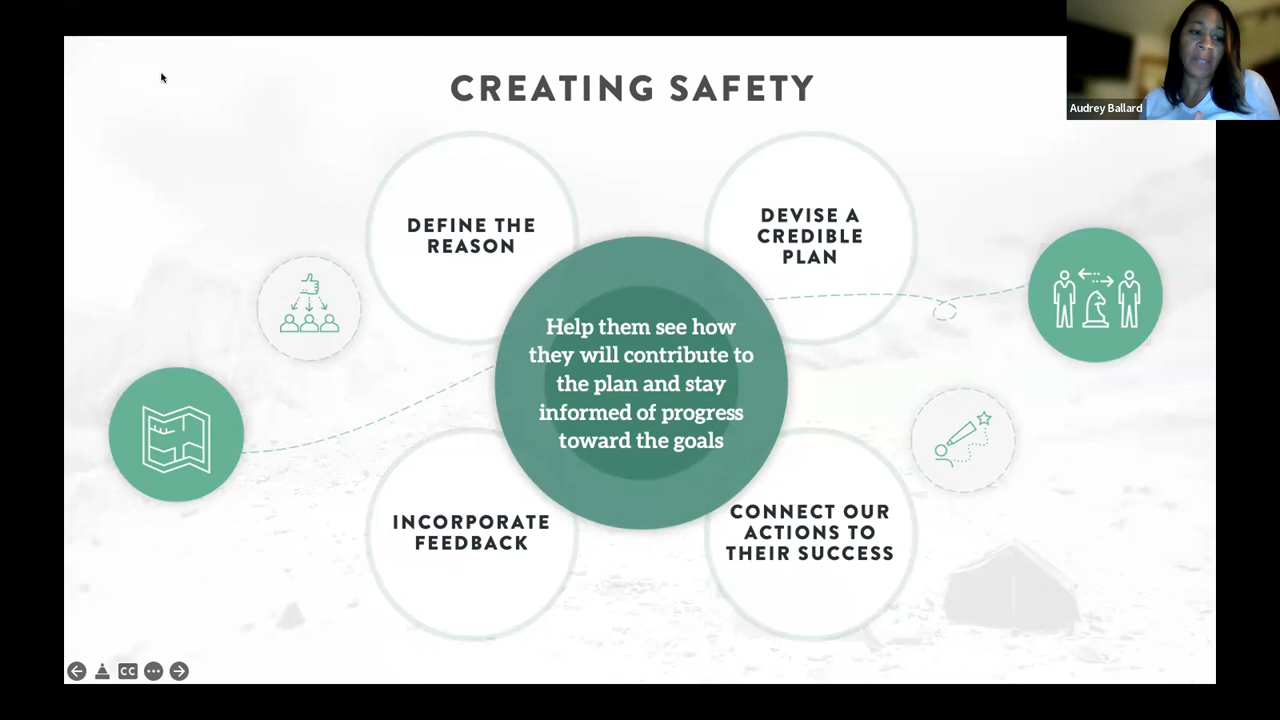 CREATING SAFETY
Audrey Ballard
DEFINE THE
REASON
DEVISE A
CREDIBLE
PLAN
Help them see how
they will contribute to
the plan and stay
informed of progress
toward the goals
INCORPORATE
FEEDBACK
CONNECT OUR
ACTIONS TO
THEIR SUCCESS
CC